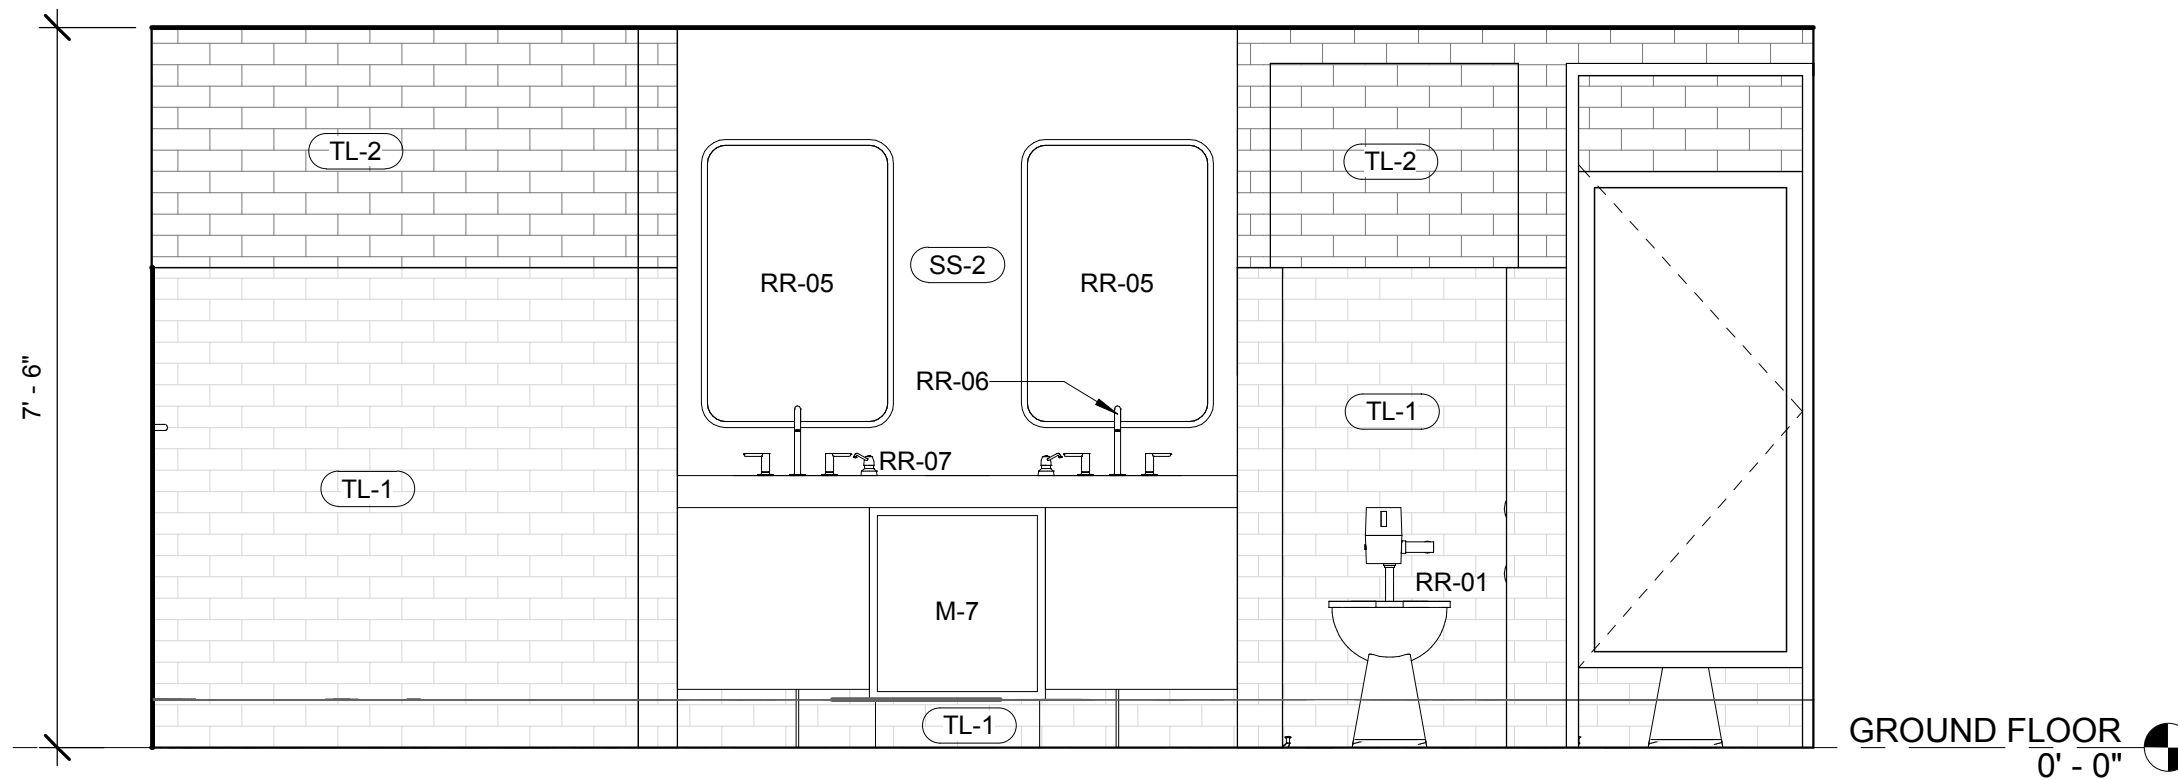 TL-2
TL-2
SS-2
RR-05
RR-05
7' - 6"
RR-06
TL-1
RR-07
TL-1
RR-01
M-7
TL-1
GROUND FLOOR
0' - 0"